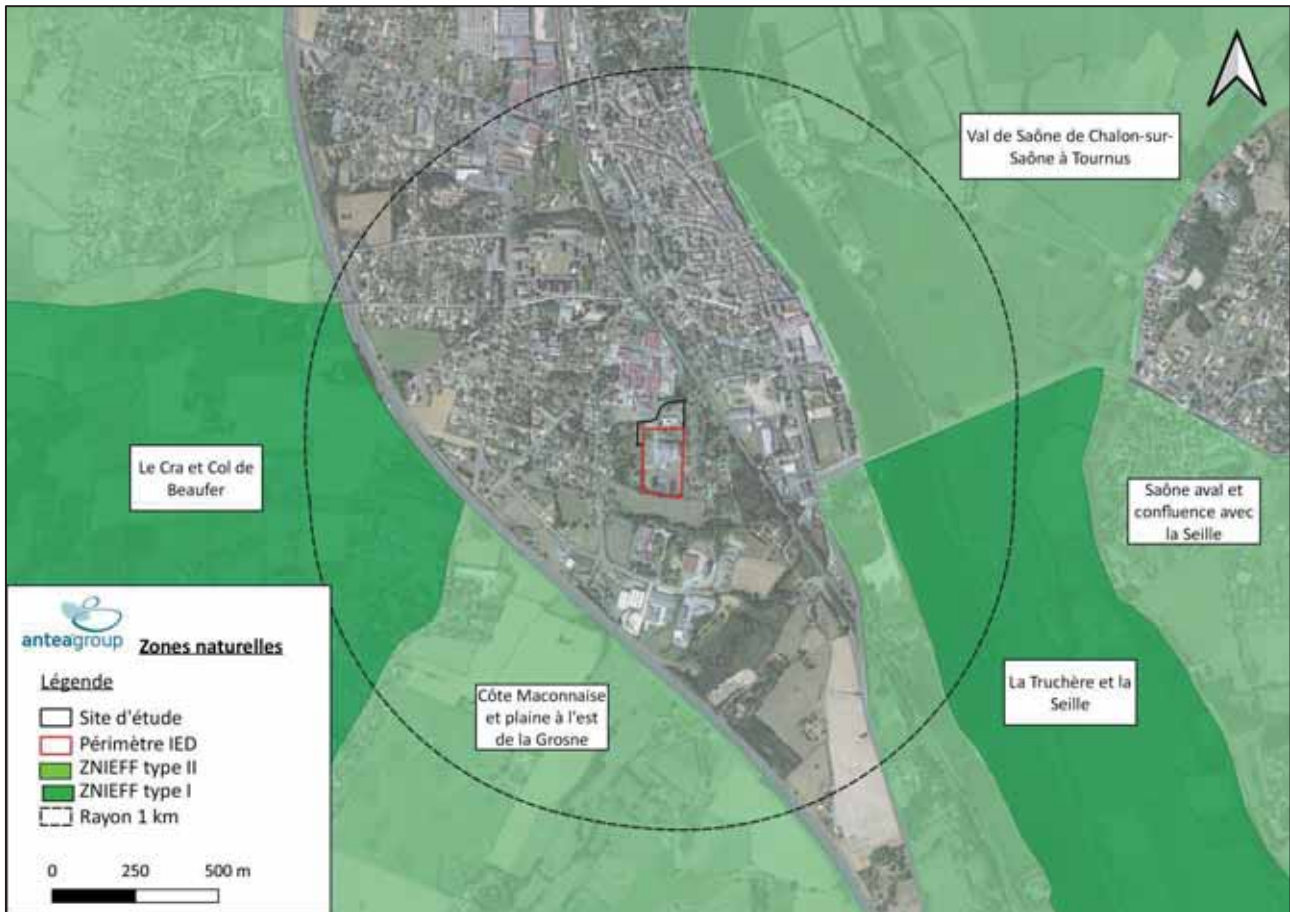 Val de Saône de Chalon-sur-
Saône à Tournus
Le Cra et Col de
Beaufer
Saône aval et
confluence avec
la Seille
La Truchère et la
Seille
Côte Maconnaise
et plaine à l'est
de la Grosne
anteagroup
Zones naturelles
Légende
Site d'étude
Périmètre IED
ZNIEFF type II
ZNIEFF type I
Rayon 1 km
0 250 500 m